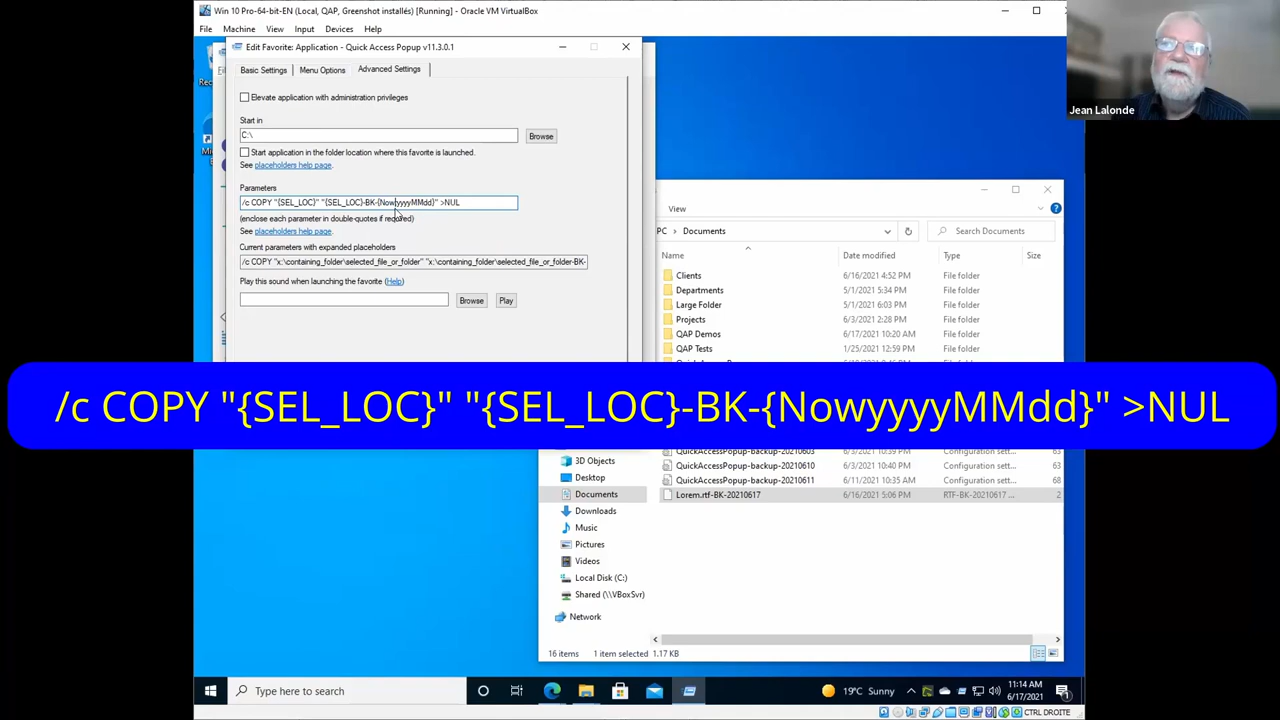 Win 10 Pro-64-bit-EN (Local, QAP, Greenshot installés) [Running] - Oracle VM VirtualBox
File Machine View Input Devices Help
Edit Favorite: Application - Quick Access Popup v11.3.0.1
Basic Settings Menu Options Advanced Settings
Elevate application with administration privileges
Start in
C:\
Browse
Start application in the folder location where this favorite is launched.
See placeholders help page.
Parameters
/c COPY "{SEL_LOC}" "{SEL_LOC}-BK-{NowyyyyMMdd}" >NUL
(enclose each parameter in double-quotes if required)
See placeholders help page.
Current parameters with expanded placeholders
/c COPY "x:\containing_folder\selected_file_or_folder" "x:\containing_folder\selected_file_or_folder-BK-
Play this sound when launching the favorite (Help)
Browse Play
Jean Lalonde
View
PC Documents
Search Documents
Name Date modified Type Size
Clients 6/16/2021 4:52 PM File folder
Departments 5/1/2021 5:34 PM File folder
Large Folder 5/1/2021 6:03 PM File folder
Projects 6/3/2021 2:28 PM File folder
QAP Demos 6/17/2021 10:20 AM File folder
QAP Tests 1/25/2021 12:59 PM File folder
/c COPY "{SEL_LOC}" "{SEL_LOC}-BK-{NowyyyyMMdd}" >NUL
QuickAccessPopup-backup-20210603 6/3/2021 10:39 PM Configuration sett... 63
3D Objects
QuickAccessPopup-backup-20210610 6/3/2021 10:40 PM Configuration sett... 63
Desktop
QuickAccessPopup-backup-20210611 6/11/2021 10:35 AM Configuration sett... 68
Documents
Lorem.rtf-BK-20210617 6/16/2021 5:06 PM RTF-BK-20210617 ... 2
Downloads
Music
Pictures
Videos
Local Disk (C:)
Shared (\\VBoxSvr)
Network
16 items 1 item selected 1.17 KB
Type here to search
19°C Sunny
11:14 AM
6/17/2021
1
CTRL DROITE